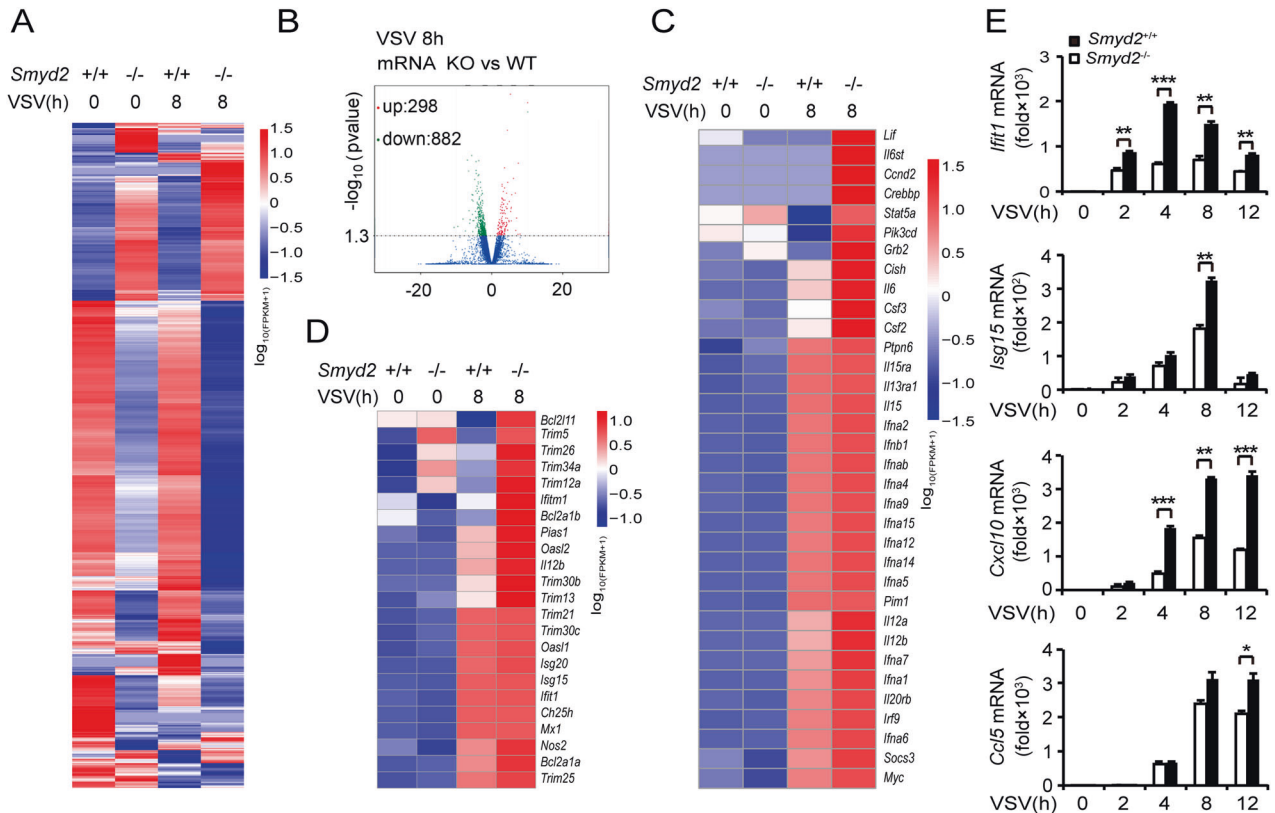 A
Smyd2 +/+ -/- +/+ -/-
VSV(h) 0 0 8 8
1.5
1.0
0.5
0
−0.5
−1.0
−1.5
log10(FPKM+1)
B
VSV 8h
mRNA KO vs WT
up:298
down:882
-log10 (pvalue)
1.3
-20 0 20
C
Smyd2 +/+ -/- +/+ -/-
VSV(h) 0 0 8 8
Lif
Il6st
Ccnd2
Crebbp
Stat5a
Pik3cd
Grb2
Cish
Il6
Csf3
Csf2
Ptpn6
Il15ra
Il13ra1
Il15
Ifna2
Ifnb1
Ifnab
Ifna4
Ifna9
Ifna15
Ifna12
Ifna14
Ifna5
Pim1
Il12a
Il12b
Ifna7
Ifna1
Il20rb
Irf9
Ifna6
Socs3
Myc
1.5
1.0
0.5
0
−0.5
−1.0
−1.5
log10(FPKM+1)
D
Smyd2 +/+ -/- +/+ -/-
VSV(h) 0 0 8 8
Bcl2l11
Trim5
Trim26
Trim34a
Trim12a
Ifitm1
Bcl2a1b
Pias1
Oasl2
Il12b
Trim30b
Trim13
Trim21
Trim30c
Oasl1
Isg20
Isg15
Ifit1
Ch25h
Mx1
Nos2
Bcl2a1a
Trim25
1.0
0.5
0
−0.5
−1.0
log10(FPKM+1)
E
Smyd2+/+
Smyd2-/-
Ifit1 mRNA
(fold×10³)
3
2
1
0
** *** ** **
VSV(h) 0 2 4 8 12
Isg15 mRNA
(fold×10²)
4
3
2
1
0
**
VSV(h) 0 2 4 8 12
Cxcl10 mRNA
(fold×10³)
4
3
2
1
0
*** ** ***
VSV(h) 0 2 4 8 12
Ccl5 mRNA
(fold×10³)
4
3
2
1
0
*
VSV(h) 0 2 4 8 12